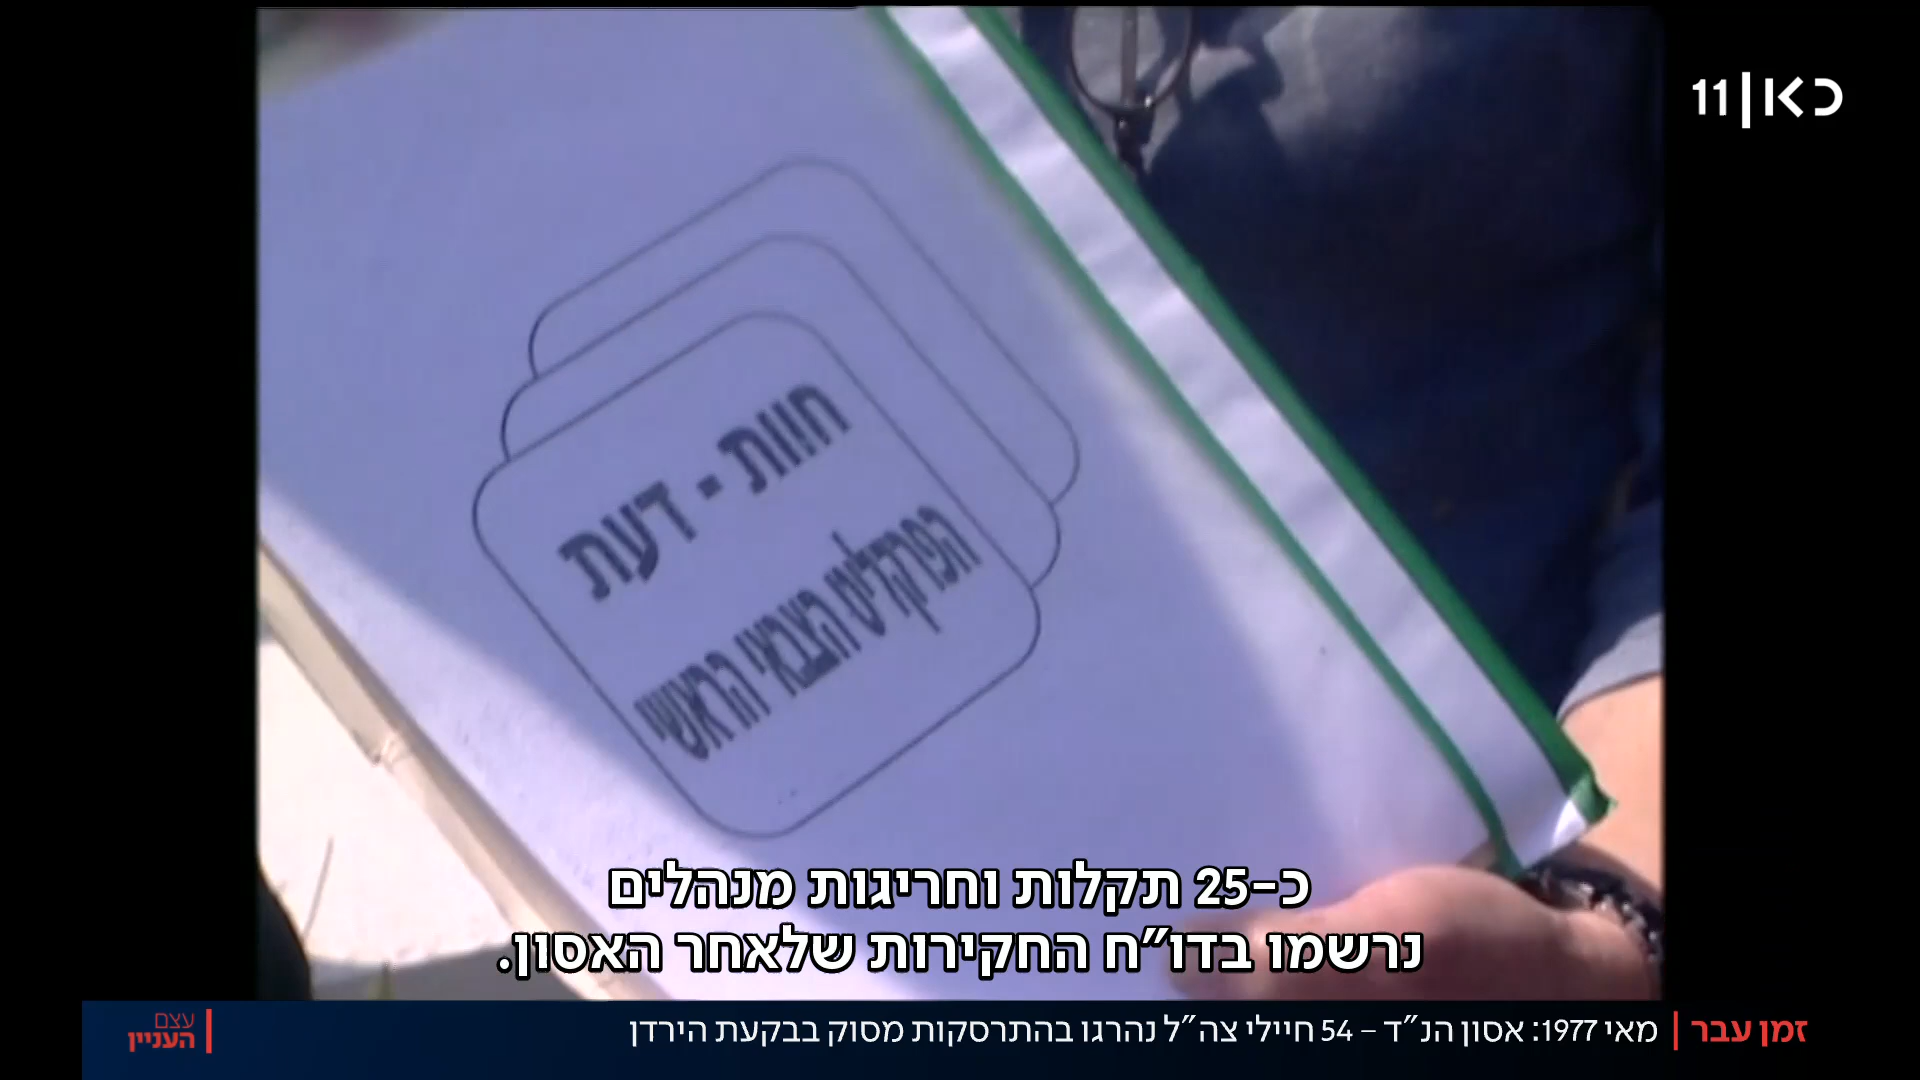 כאן|11
חוות - דעת
הפרקליט הצבאי הראשי
כ-25 תקלות וחריגות מנהלים
נרשמו בדו"ח החקירות שלאחר האסון.
זמן עבר | מאי 1977: אסון הנ"ד - 54 חיילי צה"ל נהרגו בהתרסקות מסוק בבקעת הירדן
עצם
העניין